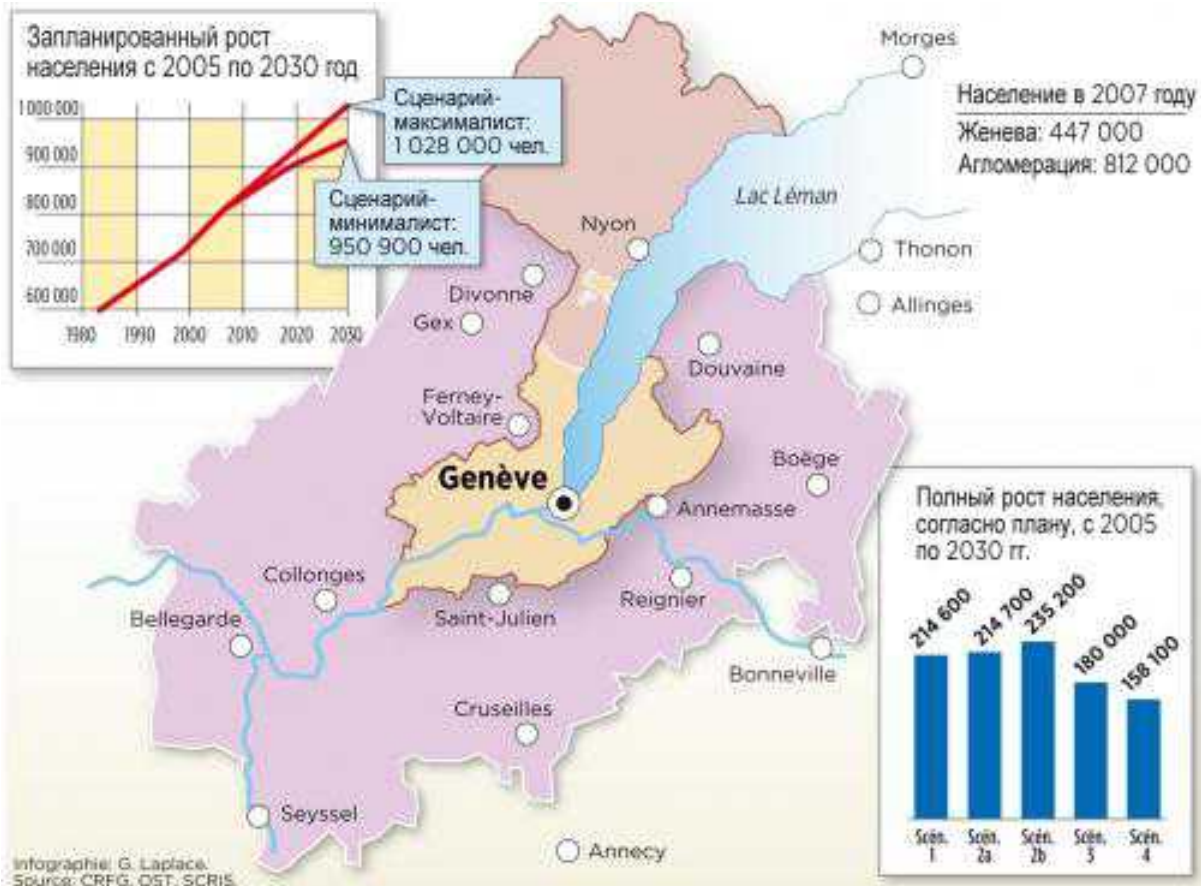 Запланированный рост
населения с 2005 по 2030 год
1 000 000
900 000
800 000
700 000
600 000
1980 1990 2000 2010 2020 2030
Сценарий-
максималист:
1 028 000 чел.
Сценарий-
минималист:
950 900 чел.
Morges
Население в 2007 году
Женева: 447 000
Агломерация: 812 000
Lac Léman
Nyon
Thonon
Divonne
Allinges
Gex
Douvaine
Ferney-
Voltaire
Boëge
Genève
Annemasse
Collonges
Reignier
Bellegarde
Saint-Julien
Bonneville
Cruseilles
Seyssel
Annecy
Полный рост населения,
согласно плану, с 2005
по 2030 гг.
214 600
214 700
235 200
180 000
158 100
Scén. Scén. Scén. Scén. Scén.
1 2a 2b 3 4
Infographie: G. Laplace.
Source: CRFG, OST, SCRIS.